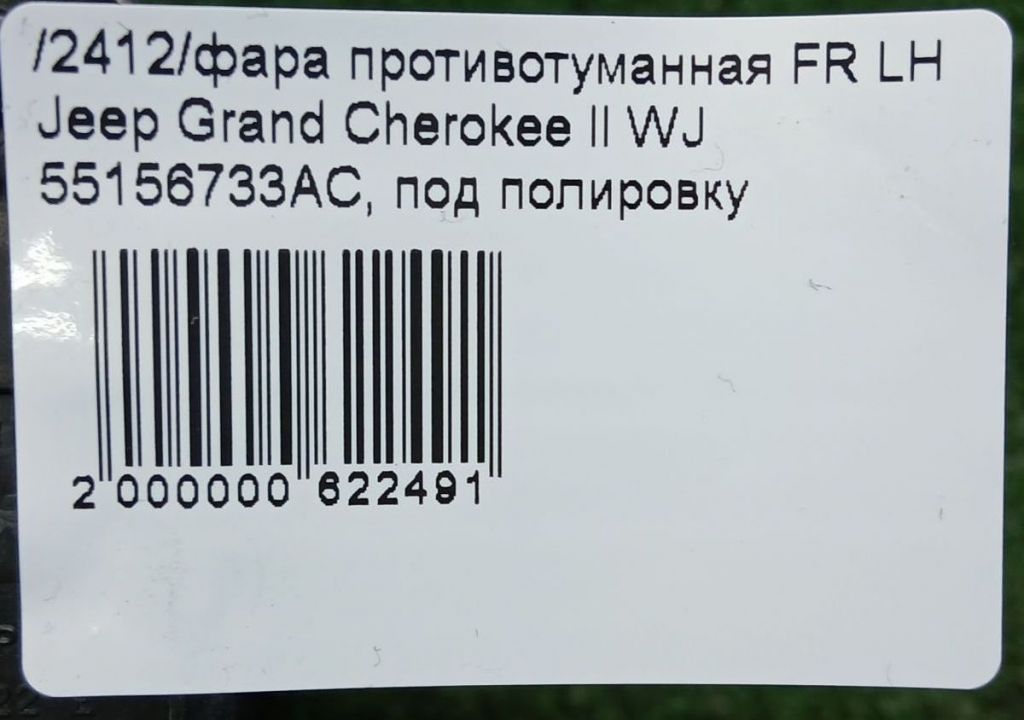 /2412/фара противотуманная FR LH
Jeep Grand Cherokee II WJ
55156733AC, под полировку
2 000000 622491